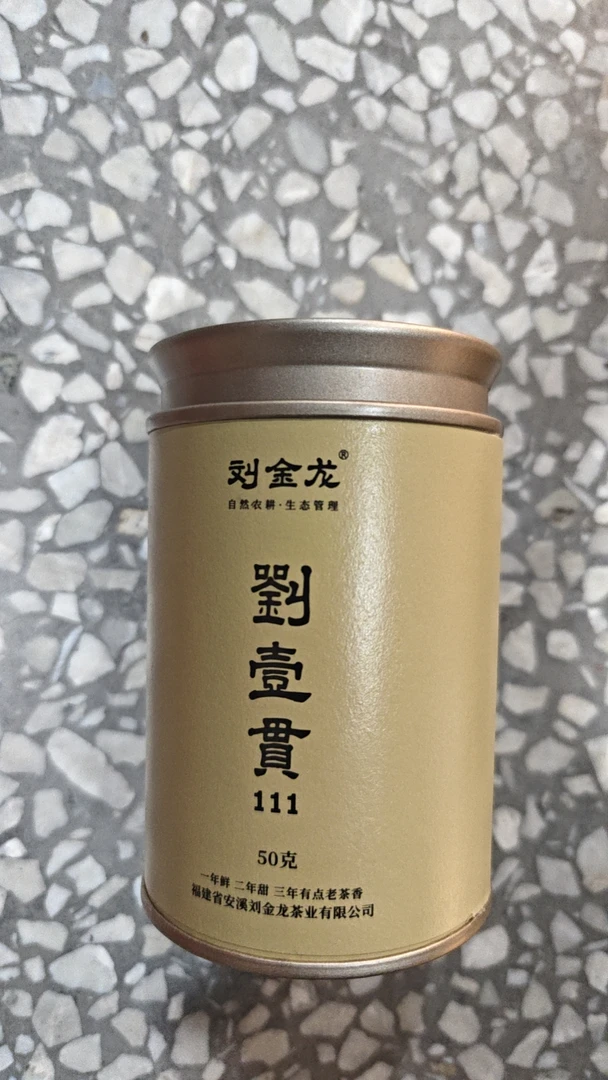 刘金龙®
自然农耕·生态管理
劉壹貫
111
50克
一年鲜 二年甜 三年有点老茶香
福建省安溪刘金龙茶业有限公司